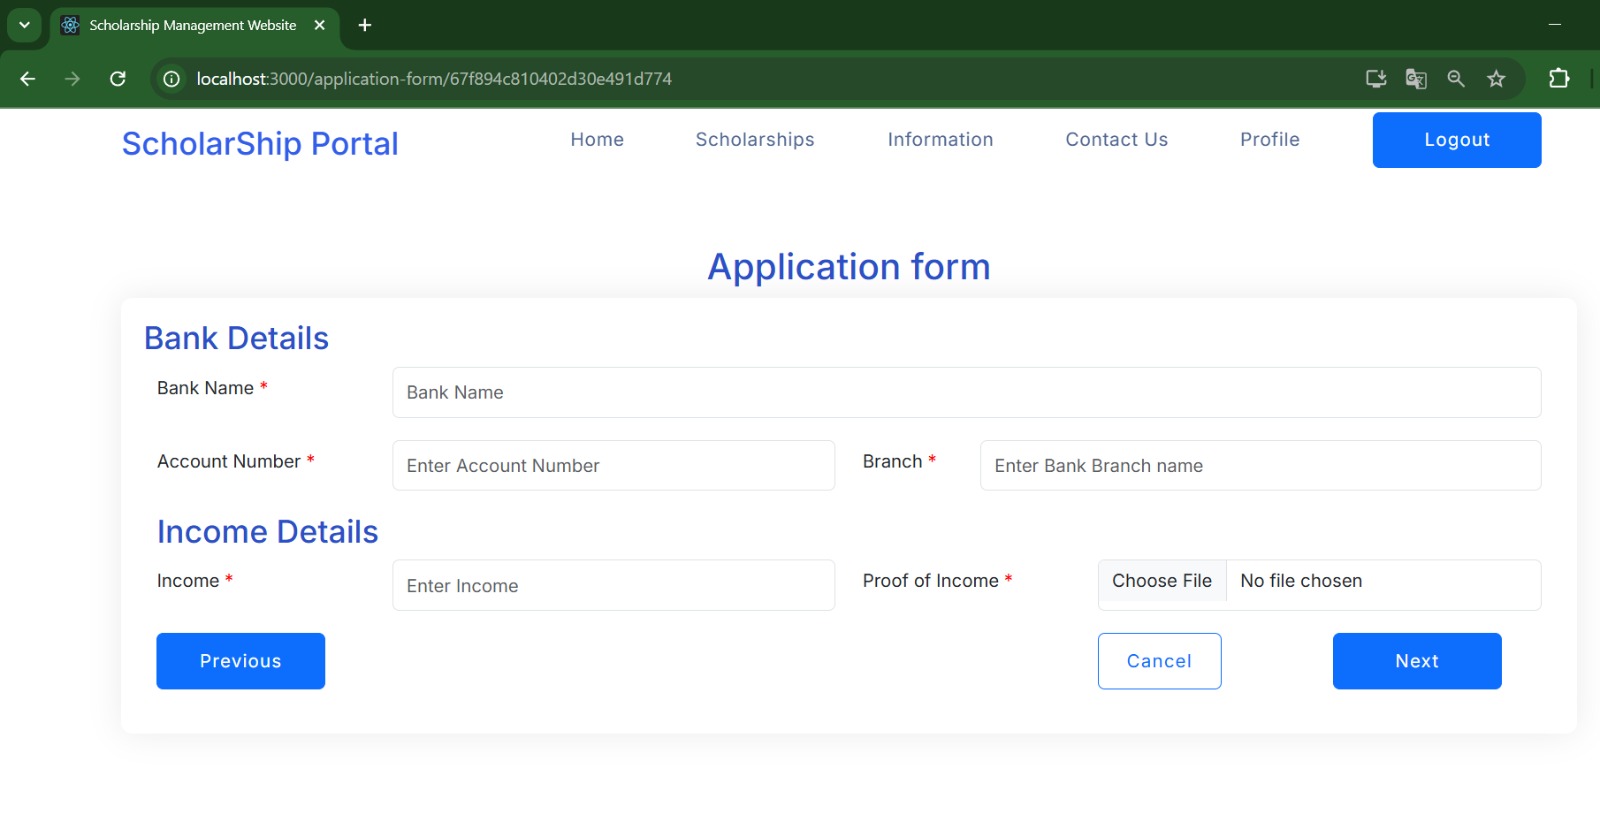 Scholarship Management Website
localhost:3000/application-form/67f894c810402d30e491d774
ScholarShip Portal Home Scholarships Information Contact Us Profile Logout
Application form
Bank Details
Bank Name * Bank Name
Account Number * Enter Account Number Branch * Enter Bank Branch name
Income Details
Income * Enter Income Proof of Income * Choose File No file chosen
Previous Cancel Next